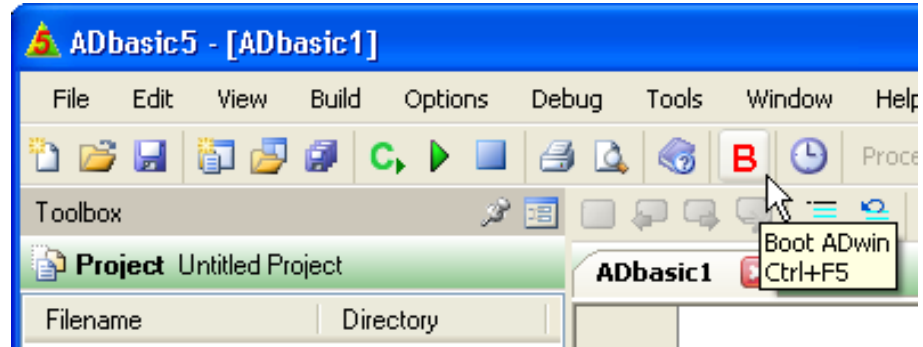 5 ADbasic5 - [ADbasic1]
File Edit View Build Options Debug Tools Window Help
C B
Toolbox
Boot ADwin
Ctrl+F5
Project Untitled Project
ADbasic1
Filename Directory